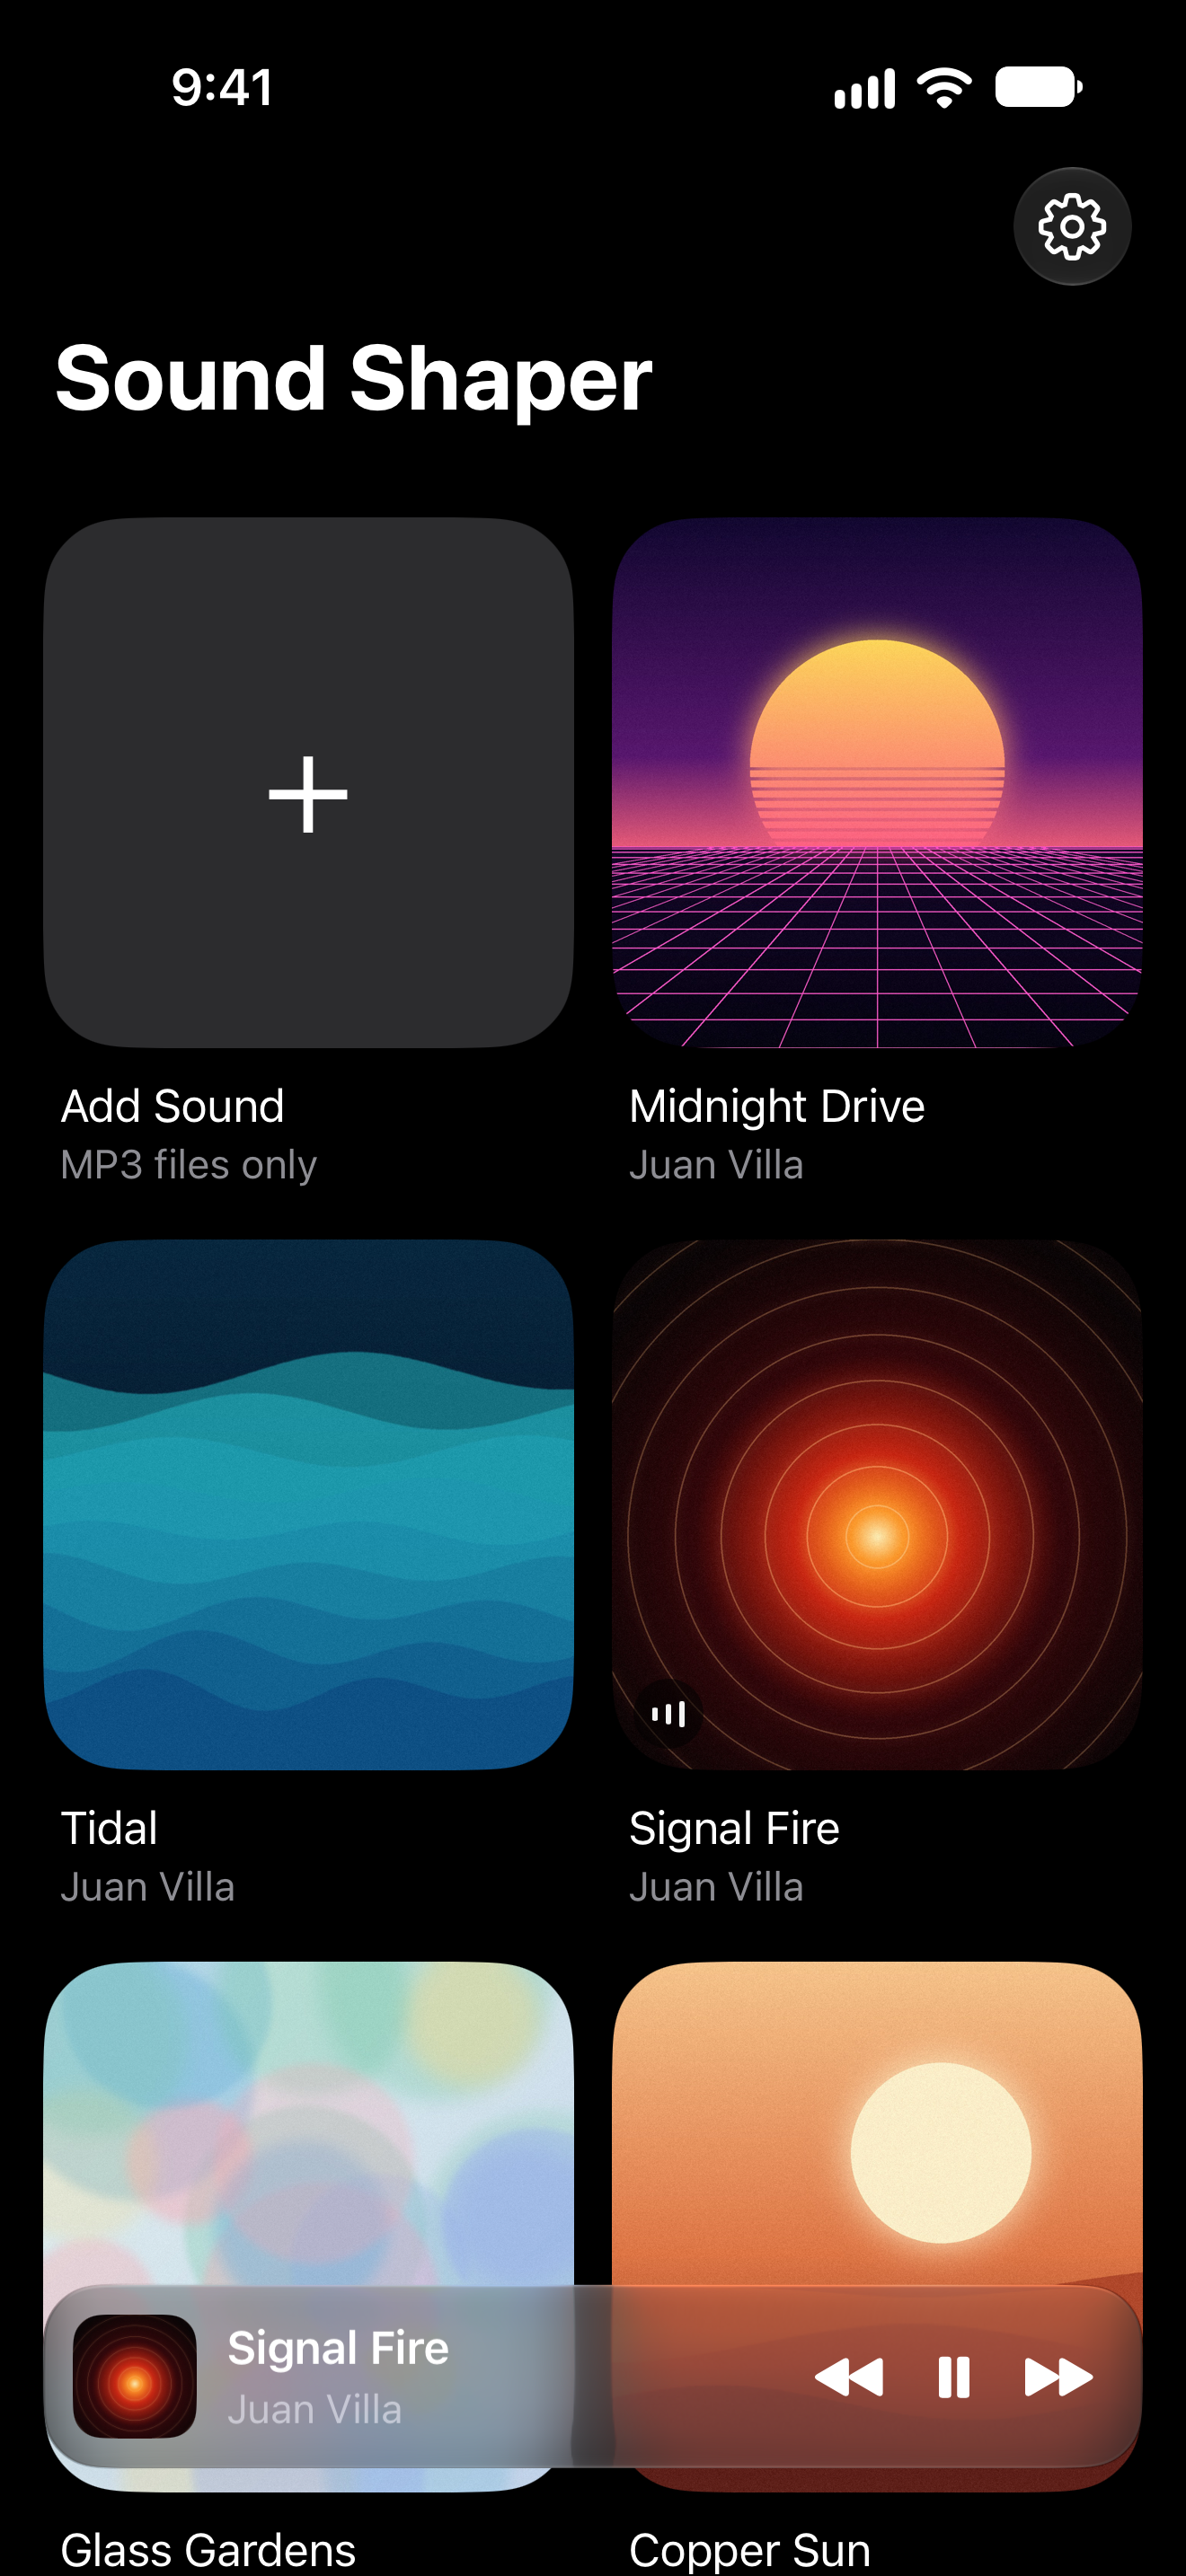 9:41
Sound Shaper
Add Sound
MP3 files only
Midnight Drive
Juan Villa
Tidal
Juan Villa
Signal Fire
Juan Villa
Signal Fire
Juan Villa
Glass Gardens
Copper Sun